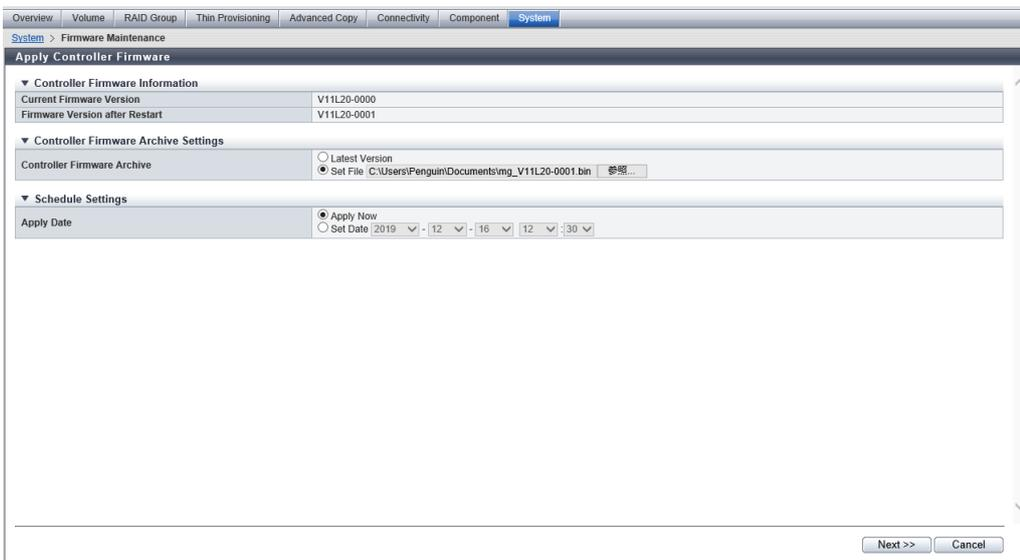 Overview Volume RAID Group Thin Provisioning Advanced Copy Connectivity Component System
System > Firmware Maintenance
Apply Controller Firmware
▼ Controller Firmware Information
Current Firmware Version V11L20-0000
Firmware Version after Restart V11L20-0001
▼ Controller Firmware Archive Settings
Controller Firmware Archive
Latest Version
Set File C:\Users\Penguin\Documents\mg_V11L20-0001.bin 参照...
▼ Schedule Settings
Apply Date
Apply Now
Set Date 2019 - 12 - 16 12 : 30
Next >> Cancel